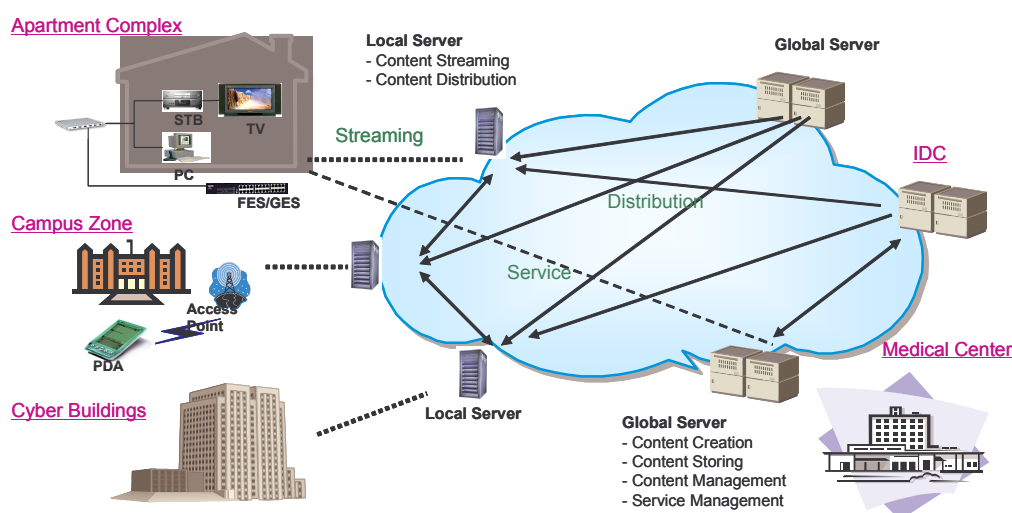 Apartment Complex
STB
TV
PC
FES/GES
Local Server
- Content Streaming
- Content Distribution
Global Server
Streaming
IDC
Distribution
Campus Zone
Service
Access
Point
PDA
Medical Center
Cyber Buildings
Local Server
Global Server
- Content Creation
- Content Storing
- Content Management
- Service Management